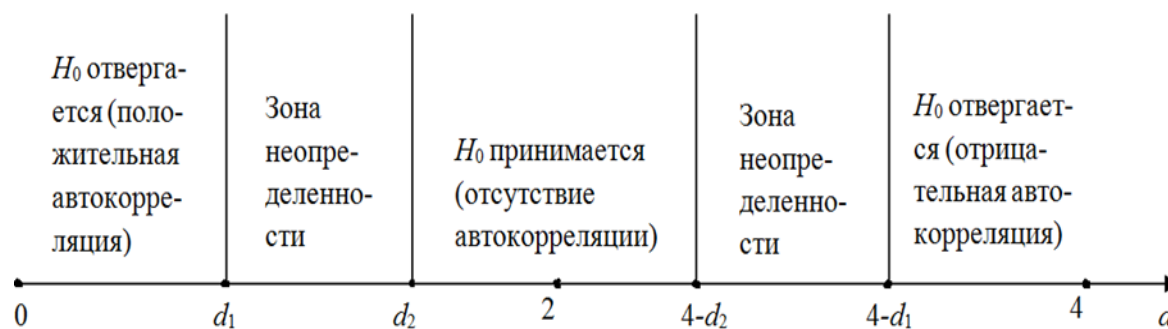 H₀ отверга-
ется (поло-
жительная
автокорре-
ляция)
Зона
неопре-
деленно-
сти
H₀ принимается
(отсутствие
автокорреляции)
Зона
неопре-
деленно-
сти
H₀ отвергает-
ся (отрица-
тельная авто-
корреляция)
0 d₁ d₂ 2 4-d₂ 4-d₁ 4